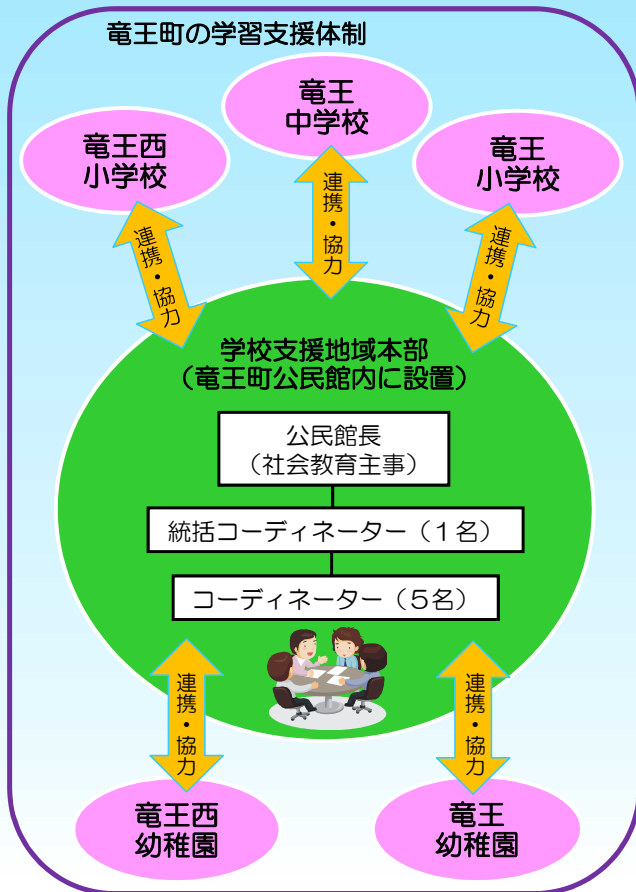 竜王町の学習支援体制
竜王
中学校
竜王西
小学校
竜王
小学校
連携・協力
連携・協力
連携・協力
学校支援地域本部
（竜王町公民館内に設置）
公民館長
（社会教育主事）
統括コーディネーター（１名）
コーディネーター（５名）
連携・協力
連携・協力
竜王西
幼稚園
竜王
幼稚園